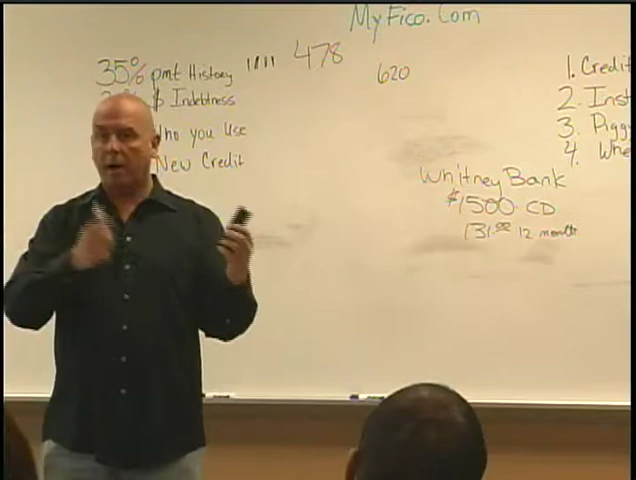 MyFico.Com
35% pmt History 478
620
$ Indebtness
Who you Use
New Credit
1. Credit
2. Inst
3. Pigg
4. Whe
Whitney Bank
$1500 CD
131.00 12 months